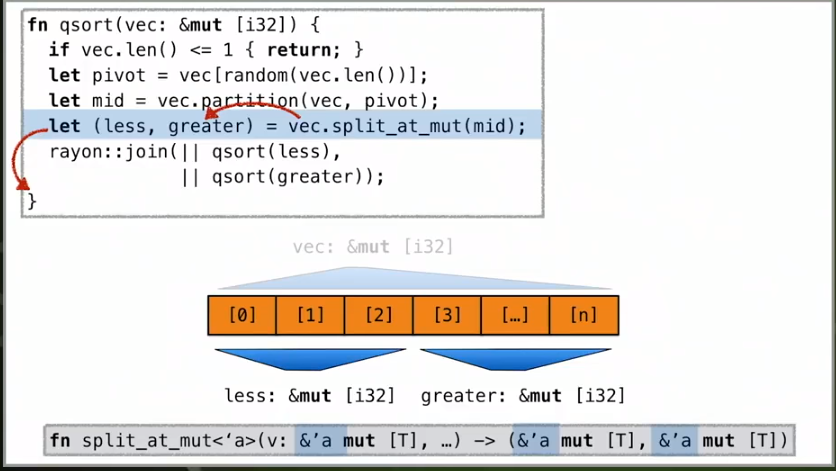 fn qsort(vec: &mut [i32]) {
if vec.len() <= 1 { return; }
let pivot = vec[random(vec.len())];
let mid = vec.partition(vec, pivot);
let (less, greater) = vec.split_at_mut(mid);
rayon::join(|| qsort(less),
|| qsort(greater));
}
vec: &mut [i32]
[0] [1] [2] [3] […] [n]
less: &mut [i32] greater: &mut [i32]
fn split_at_mut<‘a>(v: &’a mut [T], …) -> (&’a mut [T], &’a mut [T])